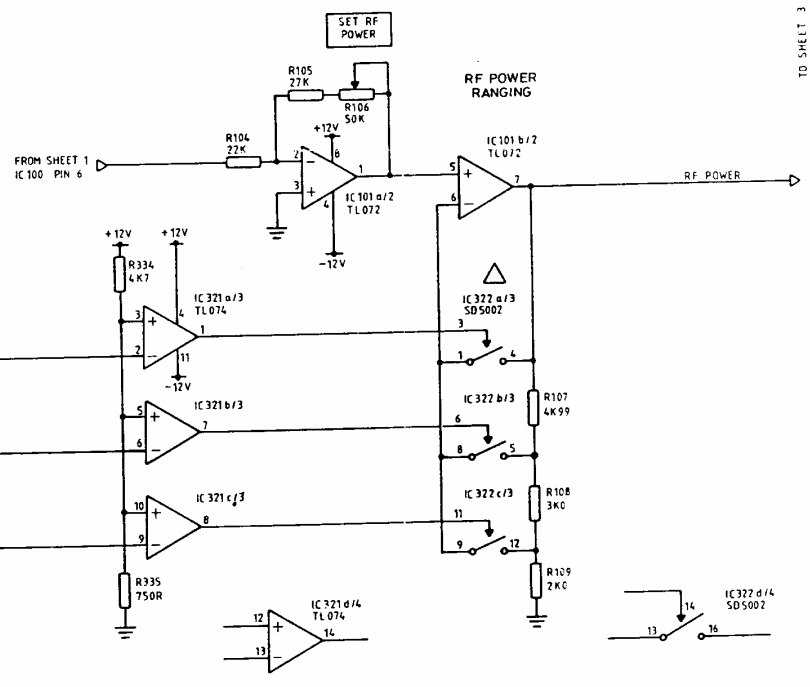 SET RF
POWER
TO SHEET 3
R105
27K
R106
50K
RF POWER
RANGING
+12V
R104
22K
FROM SHEET 1
IC100 PIN 6
2
-
8
1
3
+
4
IC101 a/2
TL072
-12V
IC101 b/2
TL072
5
+
7
6
-
RF POWER
+12V
+12V
R334
4K7
IC321 a/3
TL074
3
+
4
1
2
-
11
-12V
IC322 a/3
SD5002
3
1
4
R107
4K99
IC321 b/3
5
+
7
6
-
IC322 b/3
6
8
5
R108
3K0
IC321 c/3
10
+
8
9
-
IC322 c/3
11
9
12
R109
2K0
R335
750R
IC321 d/4
TL074
12
+
14
13
-
IC322 d/4
SD5002
14
13
16